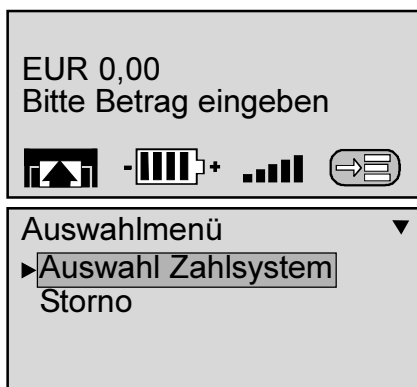 EUR 0,00
Bitte Betrag eingeben
Auswahlmenü
Auswahl Zahlsystem
Storno